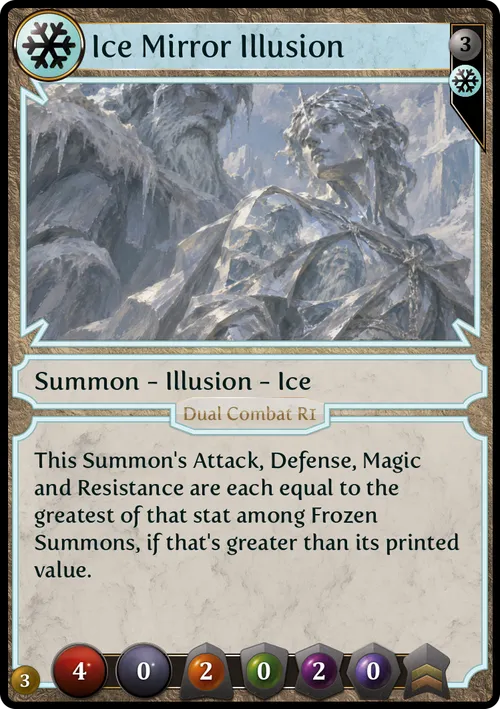 Ice Mirror Illusion
3
Summon - Illusion - Ice
Dual Combat R1
This Summon's Attack, Defense, Magic
and Resistance are each equal to the
greatest of that stat among Frozen
Summons, if that's greater than its printed
value.
3
4*
0*
2
0
2
0